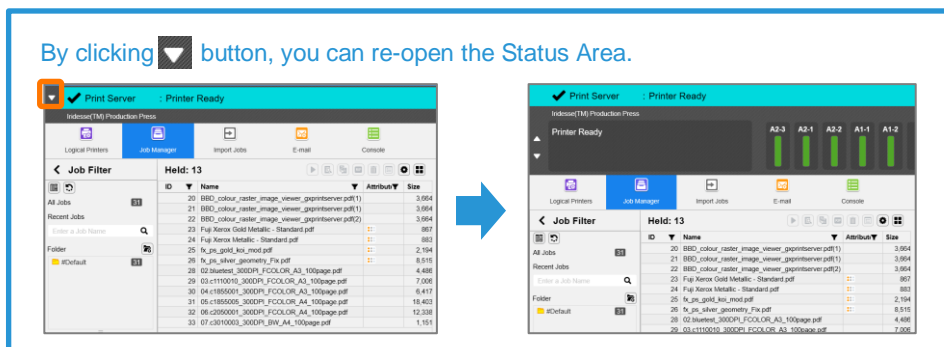 By clicking button, you can re-open the Status Area.
Print Server : Printer Ready
Indesse(TM) Production Press
Logical Printers Job Manager Import Jobs E-mail Console
Job Filter Held: 13
ID Name Attribut Size
All Jobs 31
Recent Jobs
Enter a Job Name
Folder
#Default 31
20 BBD_colour_raster_image_viewer_gxprintserver.pdf(1) 3,664
21 BBD_colour_raster_image_viewer_gxprintserver.pdf(1) 3,664
22 BBD_colour_raster_image_viewer_gxprintserver.pdf(2) 3,664
23 Fuji Xerox Gold Metallic - Standard.pdf 867
24 Fuji Xerox Metallic - Standard.pdf 883
25 fx_ps_gold_koi_mod.pdf 2,194
26 fx_ps_silver_geometry_Fix.pdf 8,515
28 02.bluetest_300DPI_FCOLOR_A3_100page.pdf 4,486
29 03.c1110010_300DPI_FCOLOR_A3_100page.pdf 7,006
30 04.c1855001_300DPI_FCOLOR_A4_100page.pdf 6,417
31 05.c1855005_300DPI_FCOLOR_A4_100page.pdf 18,403
32 06.c2050001_300DPI_FCOLOR_A4_100page.pdf 12,338
33 07.c3010003_300DPI_BW_A4_100page.pdf 1,151
Print Server : Printer Ready
Indesse(TM) Production Press
Printer Ready A2-3 A2-1 A2-2 A1-1 A1-2
Logical Printers Job Manager Import Jobs E-mail Console
Job Filter Held: 13
ID Name Attribut Size
All Jobs 31
Recent Jobs
Enter a Job Name
Folder
#Default 31
20 BBD_colour_raster_image_viewer_gxprintserver.pdf(1) 3,664
21 BBD_colour_raster_image_viewer_gxprintserver.pdf(1) 3,664
22 BBD_colour_raster_image_viewer_gxprintserver.pdf(2) 3,664
23 Fuji Xerox Gold Metallic - Standard.pdf 867
24 Fuji Xerox Metallic - Standard.pdf 883
25 fx_ps_gold_koi_mod.pdf 2,194
26 fx_ps_silver_geometry_Fix.pdf 8,515
28 02.bluetest_300DPI_FCOLOR_A3_100page.pdf 4,486
29 03.c1110010_300DPI_FCOLOR_A3_100page.pdf 7,006